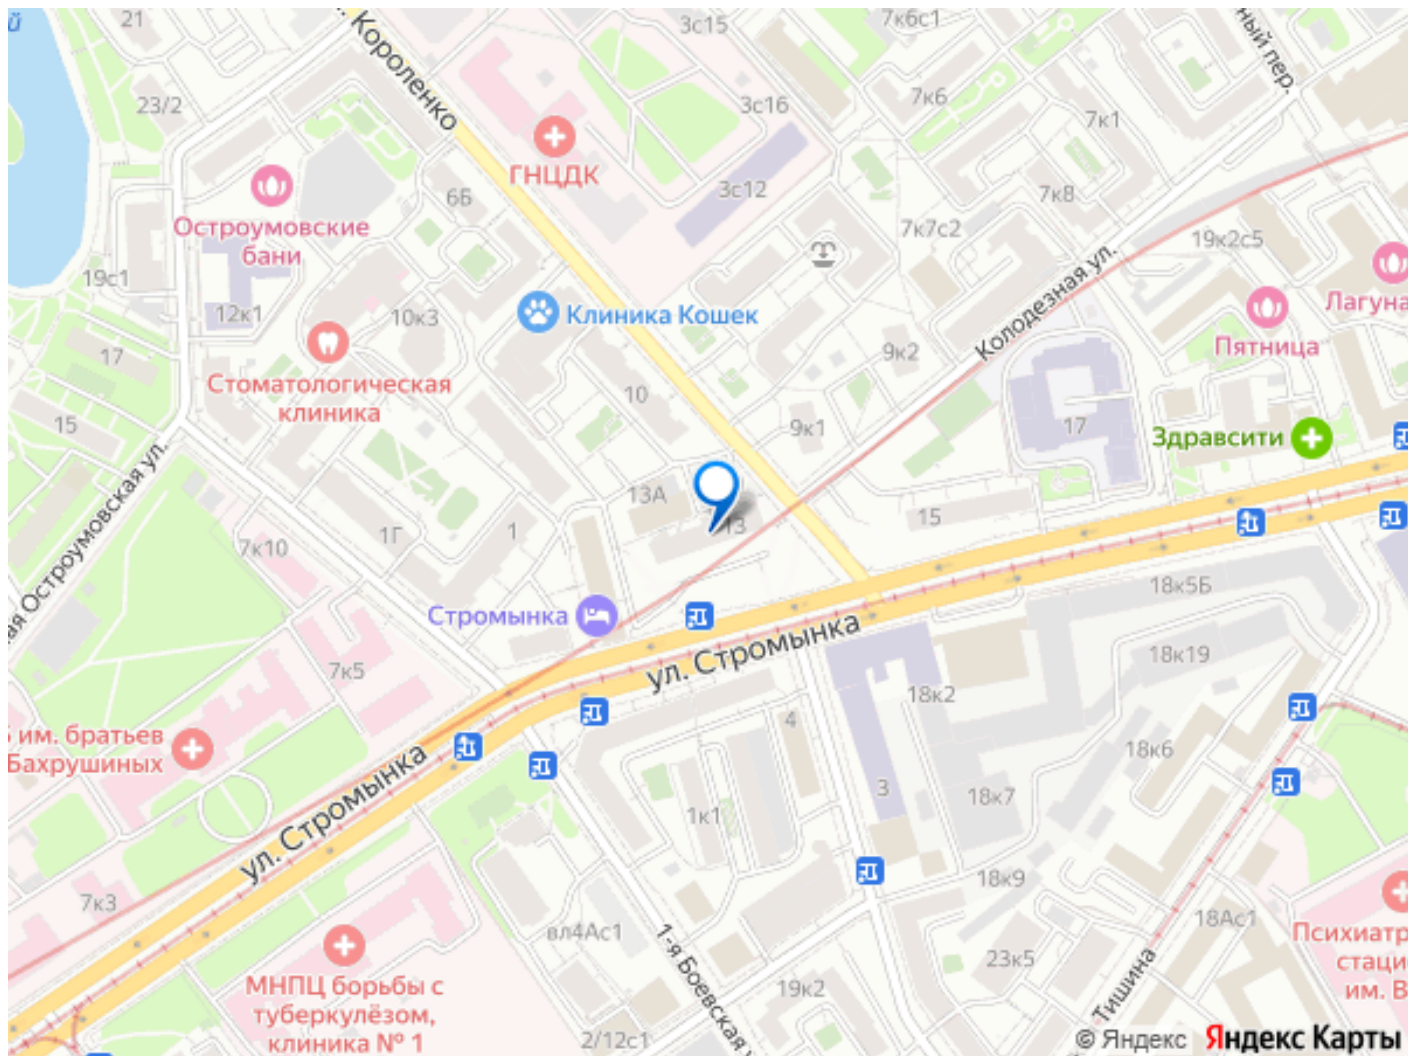 ул. Короленко
21
23/2
3с15
7к6с1
7к6
3с16
7к1
ный пер.
ГНЦДК
3с12
6Б
Остроумовские
бани
7к8
7к7с2
19к2с5
Колодезная ул.
Лагуна
19с1
12к1
10к3
Клиника Кошек
Пятница
17
Стоматологическая
клиника
10
9к2
9к1
15
17
Здравсити
13А
13
15
ая Остроумовская ул.
7к10
1Г
1
Стромынка
18к5Б
ул. Стромынка
18к19
7к5
18к2
4
им. братьев
Бахрушиных
18к6
ул. Стромынка
3
18к7
1к1
7к3
18к9
вл4Ас1
18Ас1
1-я Боевская у
23к5
Тишина
Психиатр
стаци
им. В
МНПЦ борьбы с
туберкулёзом,
клиника № 1
19к2
2/12с1
© Яндекс Яндекс Карты